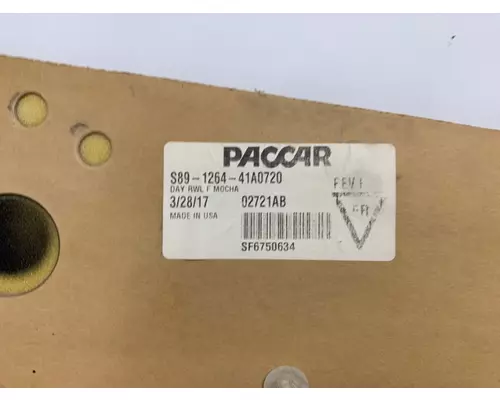 PACCAR
S89-1264-41A0720
DAY RWL F MOCHA
3/28/17 02721AB
MADE IN USA
SF6750634